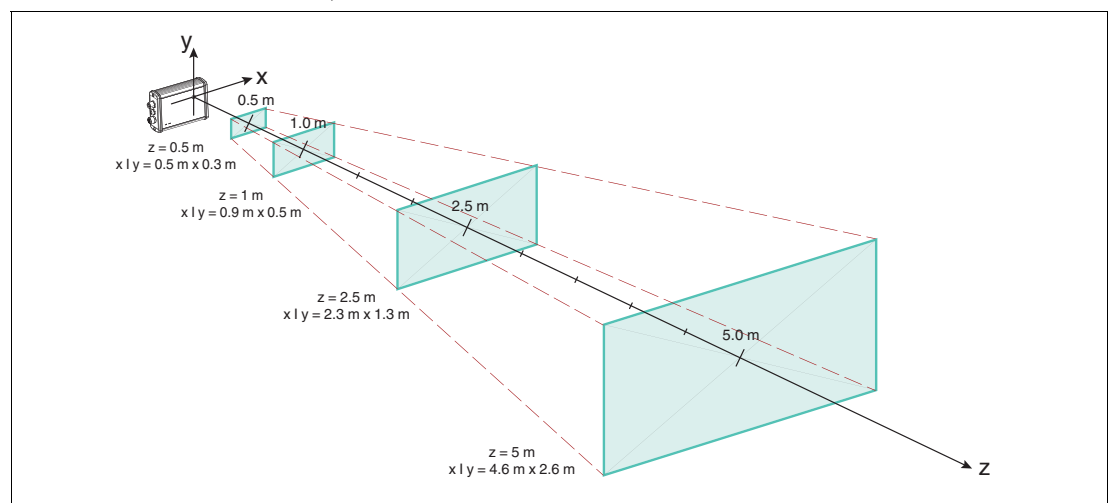 y
x
0.5 m
1.0 m
z = 0.5 m
x I y = 0.5 m x 0.3 m
z = 1 m
x I y = 0.9 m x 0.5 m
2.5 m
z = 2.5 m
x I y = 2.3 m x 1.3 m
5.0 m
z = 5 m
x I y = 4.6 m x 2.6 m
z